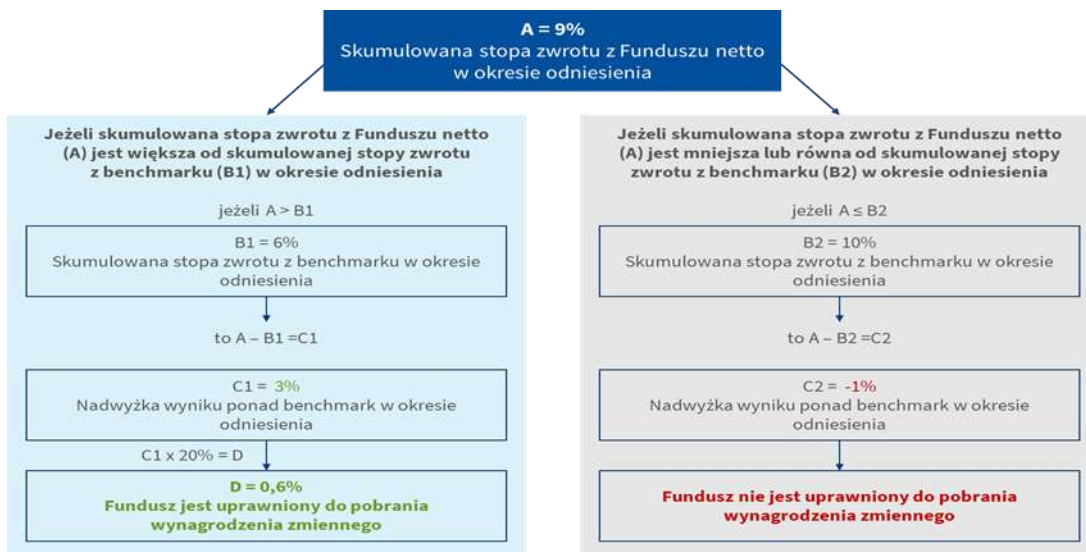 A = 9%
Skumulowana stopa zwrotu z Funduszu netto
w okresie odniesienia
Jeżeli skumulowana stopa zwrotu z Funduszu netto
(A) jest większa od skumulowanej stopy zwrotu
z benchmarku (B1) w okresie odniesienia
jeżeli A > B1
B1 = 6%
Skumulowana stopa zwrotu z benchmarku w okresie
odniesienia
to A – B1 =C1
C1 = 3%
Nadwyżka wyniku ponad benchmark w okresie
odniesienia
C1 x 20% = D
D = 0,6%
Fundusz jest uprawniony do pobrania
wynagrodzenia zmiennego
Jeżeli skumulowana stopa zwrotu z Funduszu netto
(A) jest mniejsza lub równa od skumulowanej stopy
zwrotu z benchmarku (B2) w okresie odniesienia
jeżeli A ≤ B2
B2 = 10%
Skumulowana stopa zwrotu z benchmarku w okresie
odniesienia
to A – B2 =C2
C2 = -1%
Nadwyżka wyniku ponad benchmark w okresie
odniesienia
Fundusz nie jest uprawniony do pobrania
wynagrodzenia zmiennego